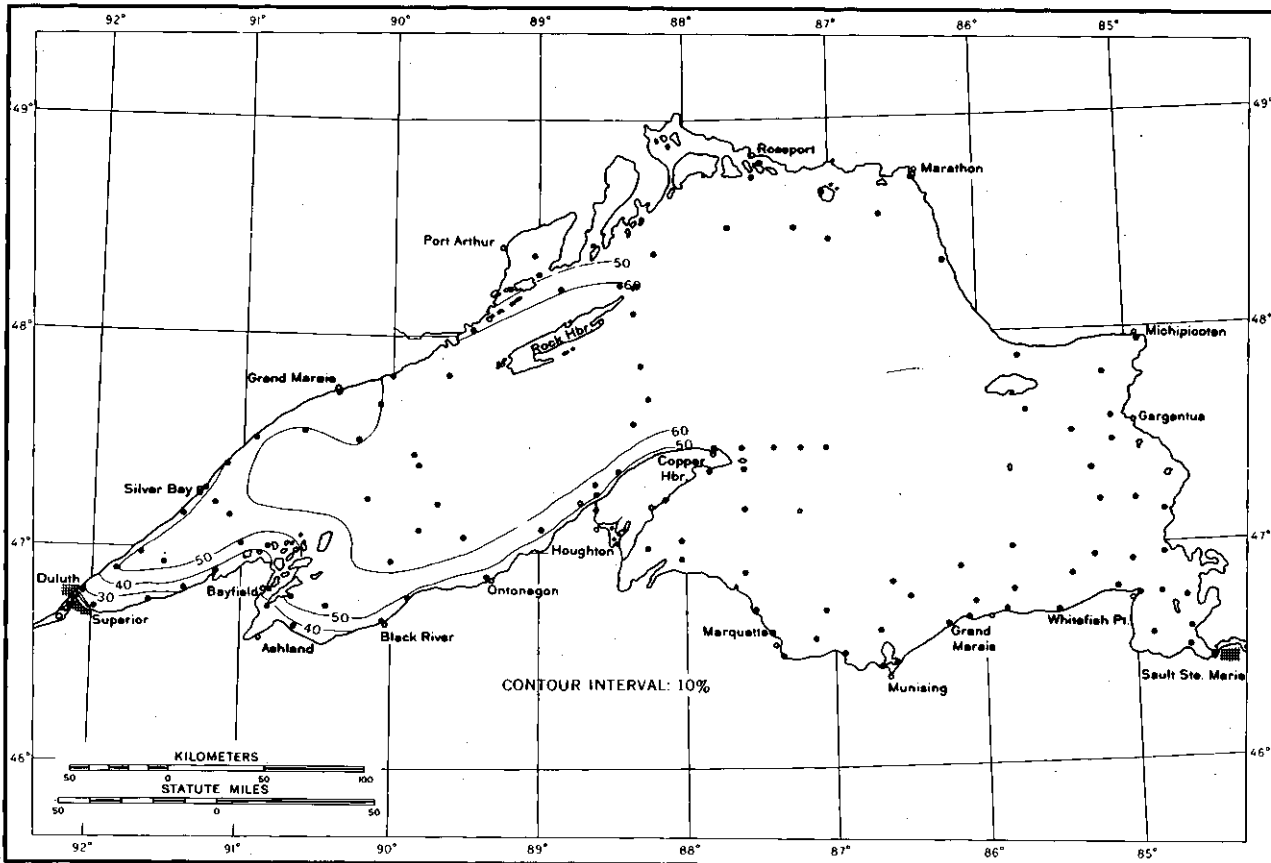 92° 91° 90° 89° 88° 87° 86° 85°
49° 49°
Rossport
Marathon
Port Arthur
50
60
48° 48°
Rock Hbr.
Michipicoten
Grand Marais
Gargantua
60
50
Copper
Hbr.
Silver Bay
47° 47°
Houghton
50
40
30
Duluth
Superior
Bayfield
Ontonagon
50
40
Ashland
Black River
Marquette
Grand
Marais
Whitefish Pt.
Sault Ste. Marie
Munising
CONTOUR INTERVAL: 10%
46° 46°
KILOMETERS
50 0 50 100
STATUTE MILES
50 0 50
92° 91° 90° 89° 88° 87° 86° 85°